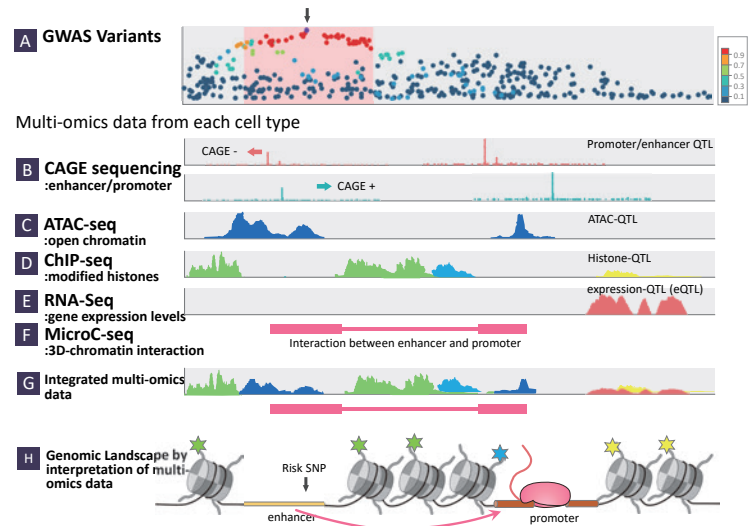 A GWAS Variants
0.9
0.7
0.5
0.3
0.1
Multi-omics data from each cell type
B CAGE sequencing
:enhancer/promoter
CAGE -
Promoter/enhancer QTL
CAGE +
C ATAC-seq
:open chromatin
ATAC-QTL
D ChIP-seq
:modified histones
Histone-QTL
E RNA-Seq
:gene expression levels
expression-QTL (eQTL)
F MicroC-seq
:3D-chromatin interaction
Interaction between enhancer and promoter
G Integrated multi-omics
data
H Genomic Landscape by
interpretation of multi-
omics data
Risk SNP
enhancer
promoter